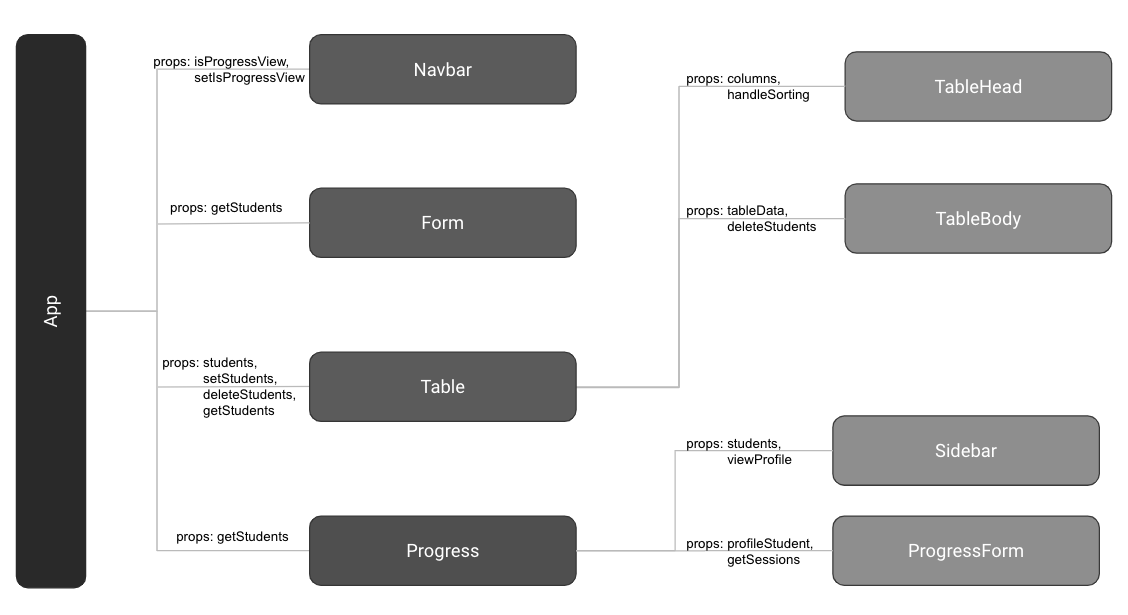 App
props: isProgressView,
setIsProgressView
Navbar
props: getStudents
Form
props: students,
setStudents,
deleteStudents,
getStudents
Table
props: getStudents
Progress
props: columns,
handleSorting
TableHead
props: tableData,
deleteStudents
TableBody
props: students,
viewProfile
Sidebar
props: profileStudent,
getSessions
ProgressForm